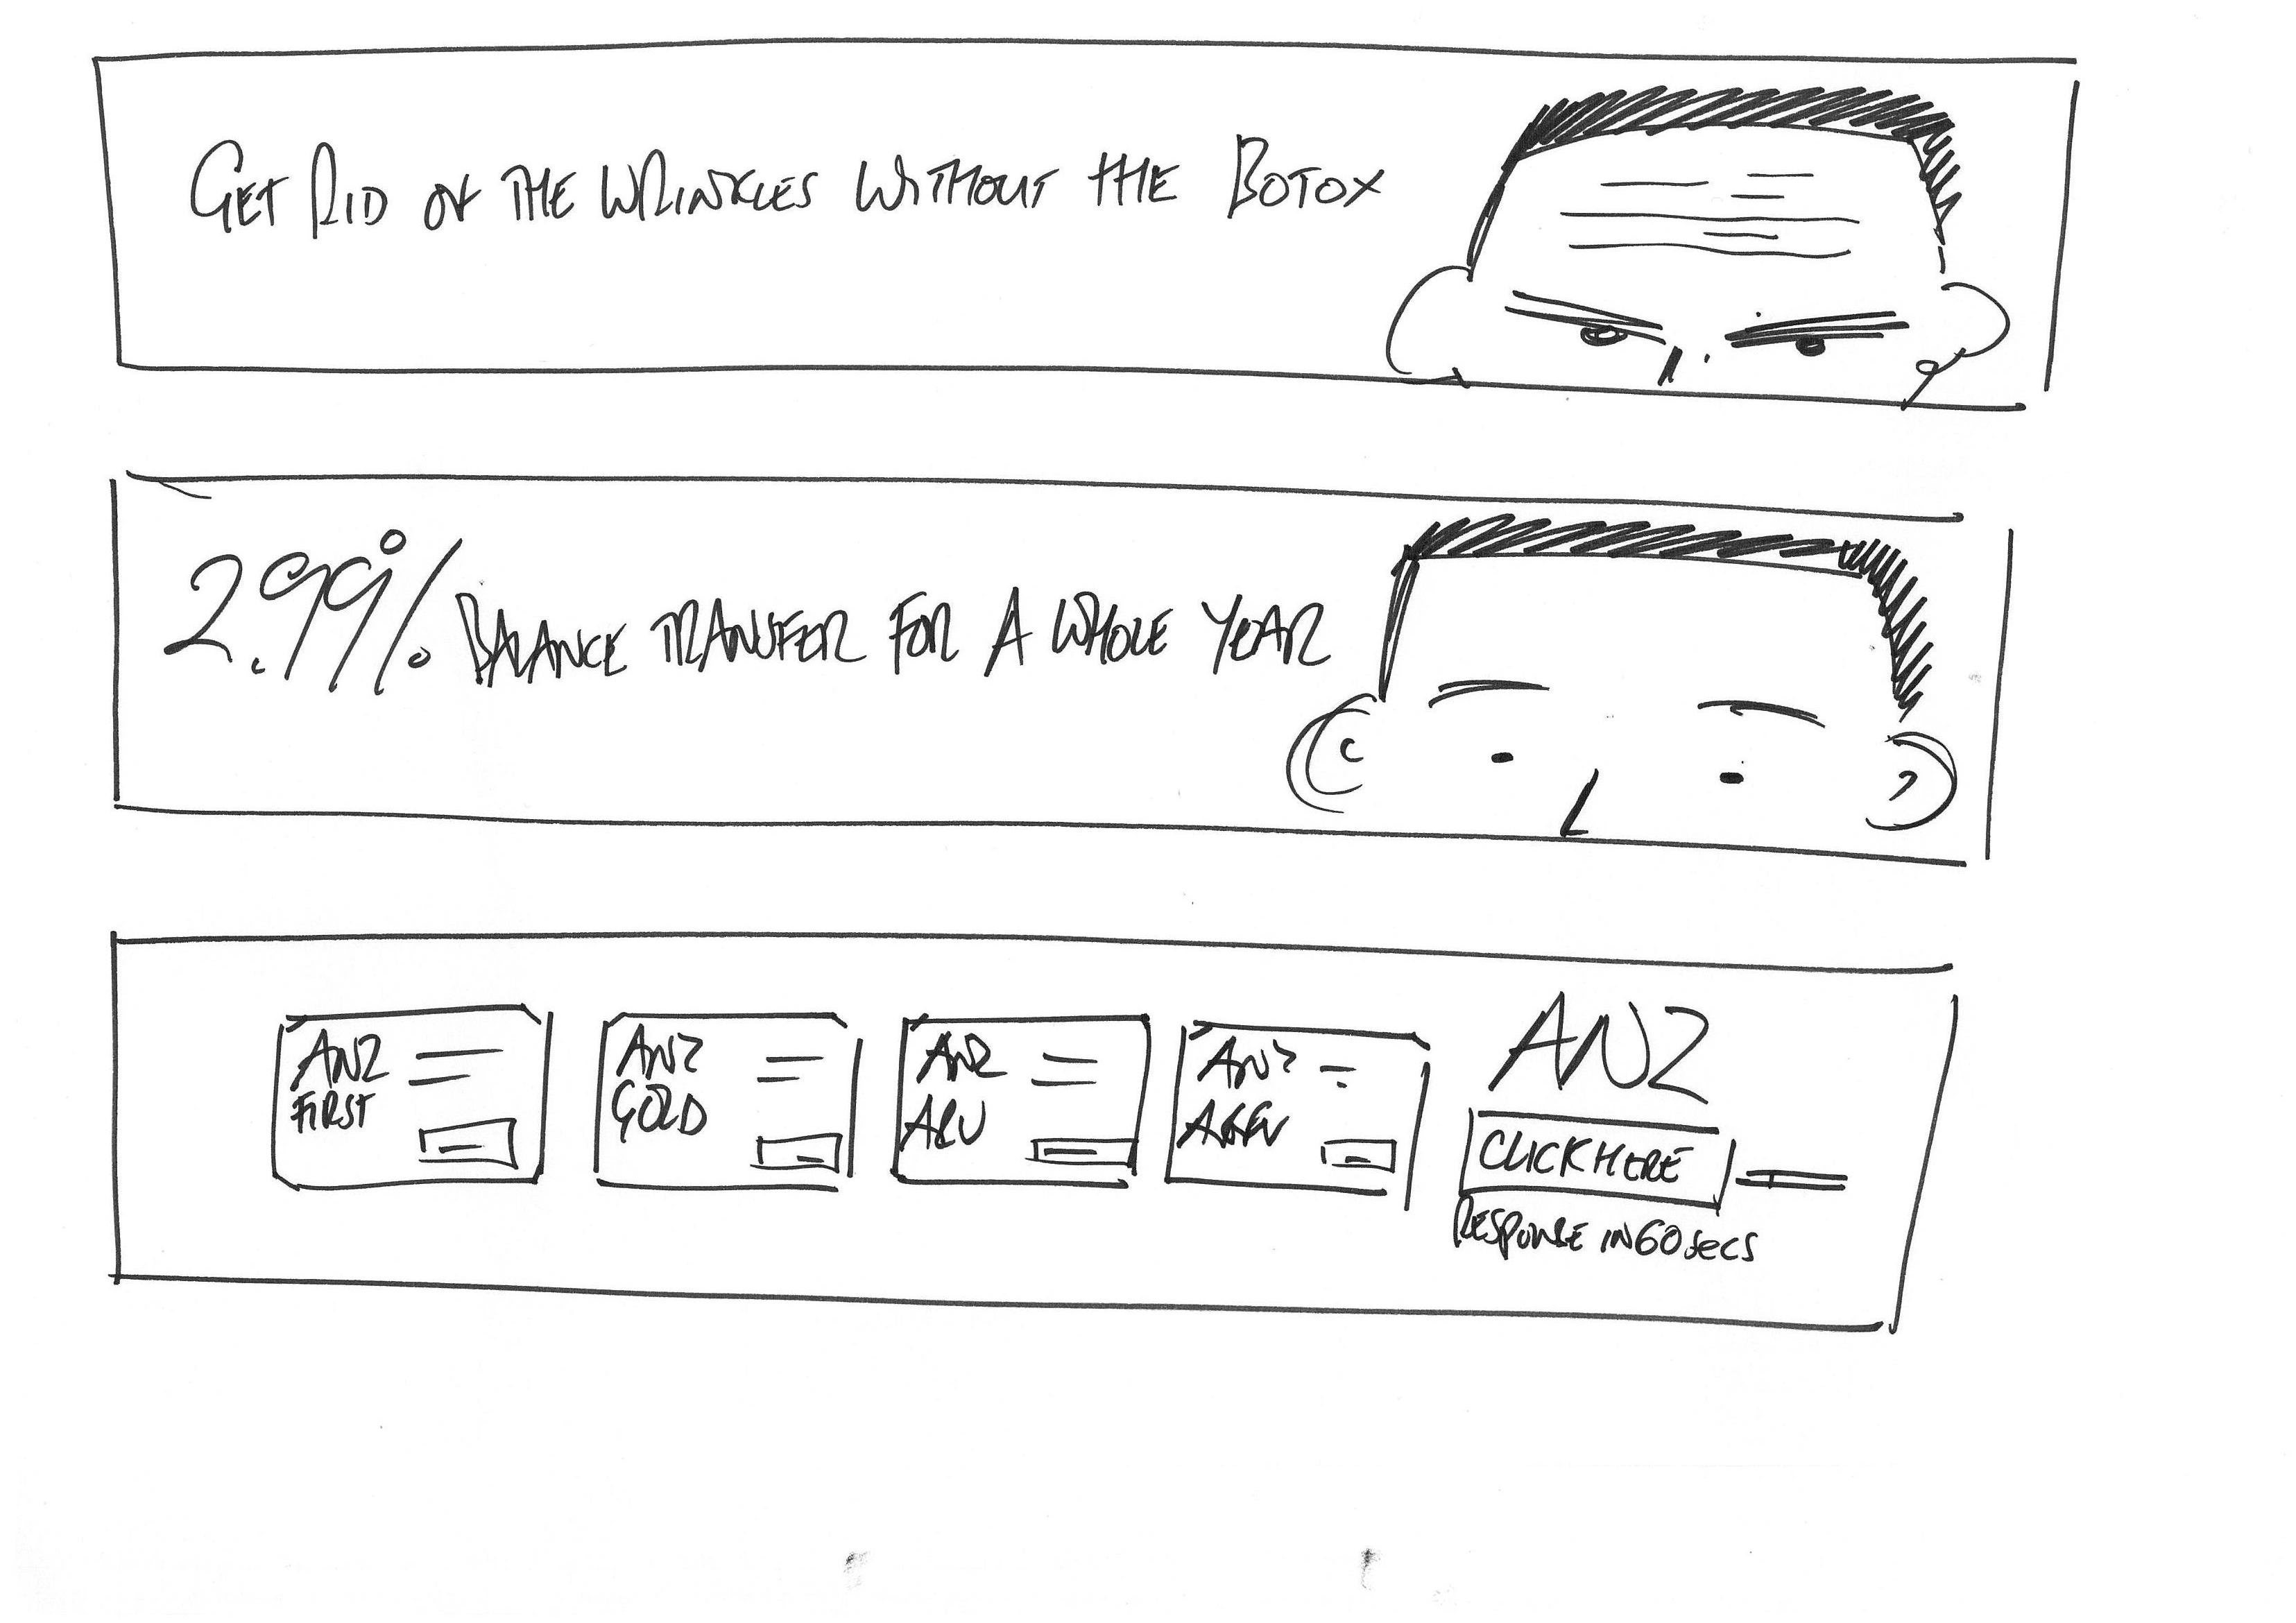 GET RID OF THE WRINKLES WITHOUT THE BOTOX
2.99% BALANCE TRANSFER FOR A WHOLE YEAR
ANZ
FIRST
ANZ
GOLD
ANZ
ANZ
ANZ
CLICK HERE
RESPONSE IN 60 secs